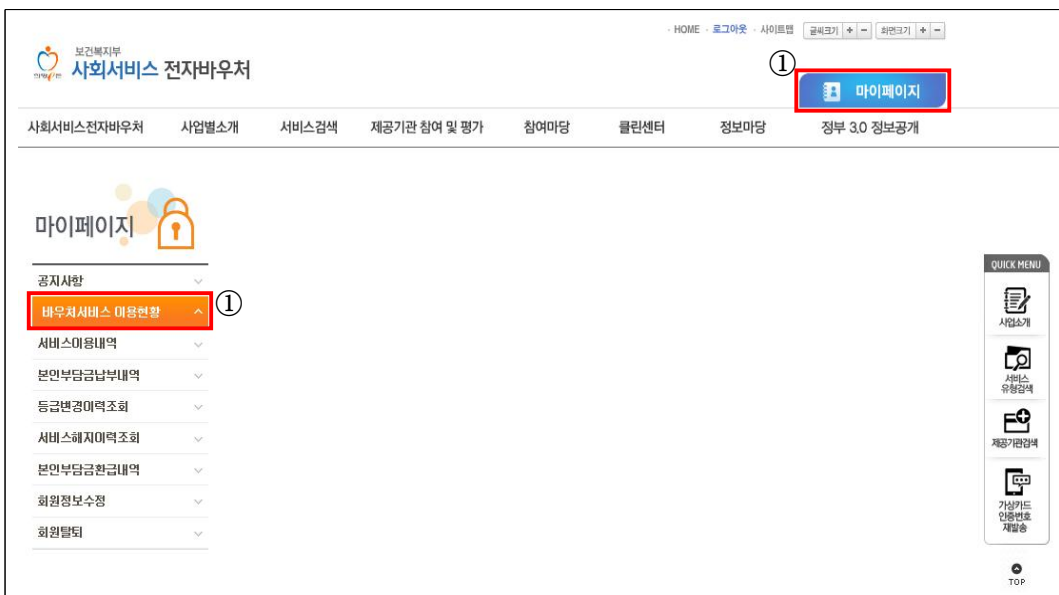 · HOME · 로그아웃 · 사이트맵 글씨크기 + - 화면크기 + -
보건복지부
사회서비스 전자바우처
①
마이페이지
사회서비스전자바우처 사업별소개 서비스검색 제공기관 참여 및 평가 참여마당 클린센터 정보마당 정부 3.0 정보공개
마이페이지
공지사항
바우처서비스 이용현황 ①
서비스이용내역
본인부담금납부내역
등급변경이력조회
서비스해지이력조회
본인부담금환급내역
회원정보수정
회원탈퇴
QUICK MENU
사업소개
서비스
유형검색
제공기관검색
가상카드
인증번호
재발송
TOP